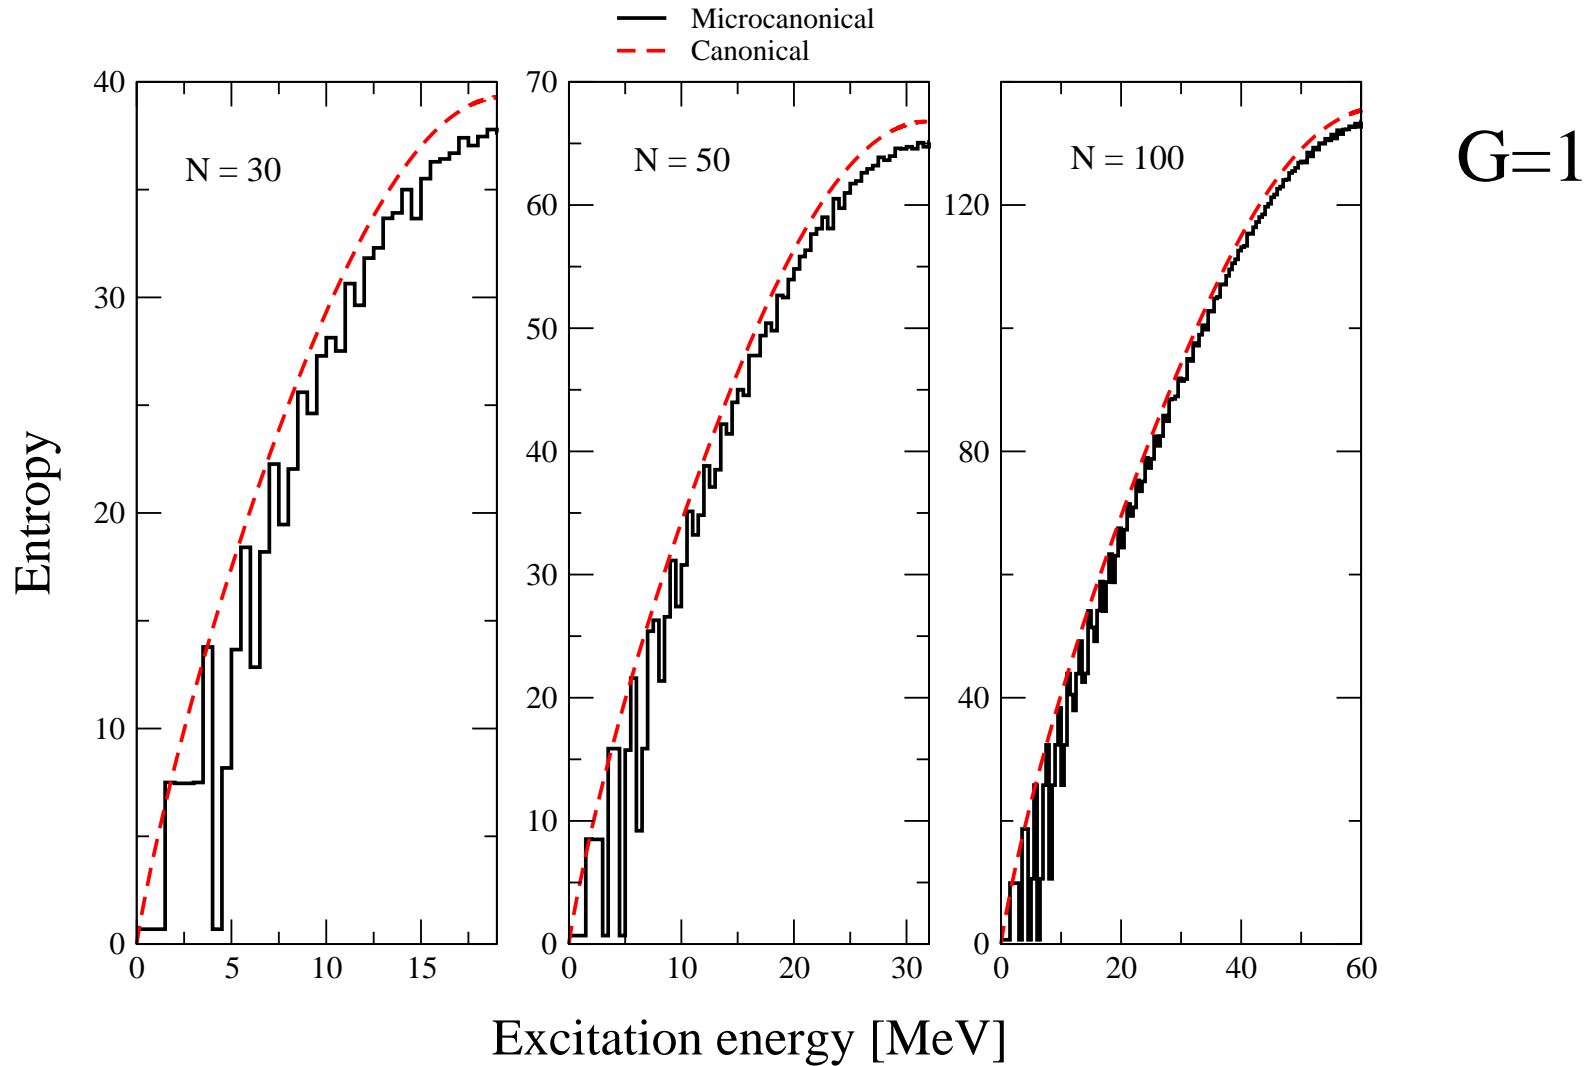 Microcanonical
Canonical
G=1
N = 30
N = 50
N = 100
40
30
20
10
0
70
60
50
40
30
20
10
0
120
80
40
0
0 5 10 15
0 10 20 30
0 20 40 60
Entropy
Excitation energy [MeV]